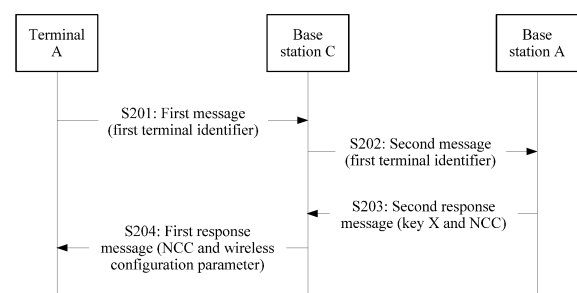 Terminal
A
Base
station C
Base
station A
S201: First message
(first terminal identifier)
S202: Second message
(first terminal identifier)
S203: Second response
message (key X and NCC)
S204: First response
message (NCC and wireless
configuration parameter)